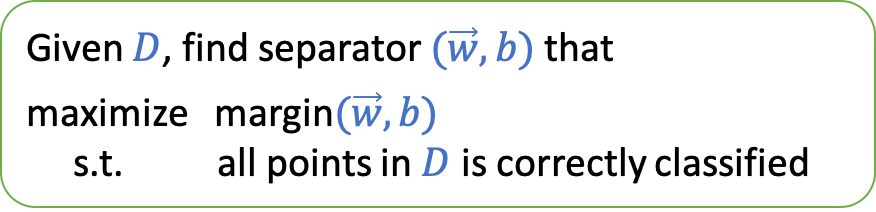 Given D, find separator (w⃗, b) that
maximize margin(w⃗, b)
s.t. all points in D is correctly classified